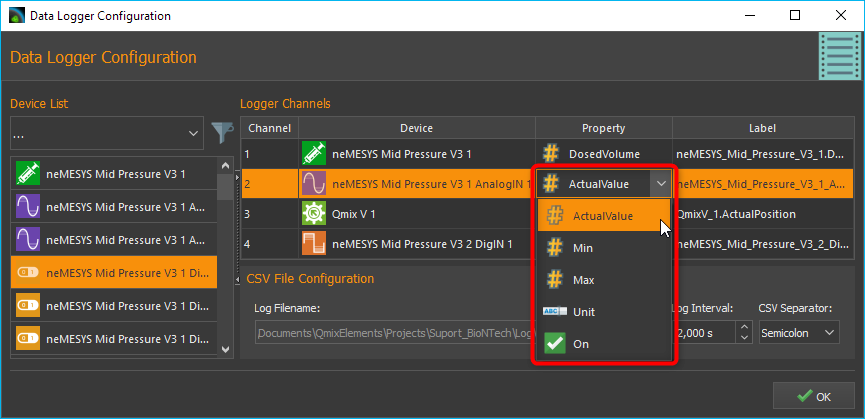 Data Logger Configuration
Data Logger Configuration
Device List
...
neMESYS Mid Pressure V3 1
neMESYS Mid Pressure V3 1 A...
neMESYS Mid Pressure V3 1 A...
neMESYS Mid Pressure V3 1 Di...
neMESYS Mid Pressure V3 1 Di...
neMESYS Mid Pressure V3 1 Di...
Logger Channels
Channel Device Property Label
1 neMESYS Mid Pressure V3 1 DosedVolume neMESYS_Mid_Pressure_V3_1.D...
2 neMESYS Mid Pressure V3 1 AnalogIN 1 ActualValue neMESYS_Mid_Pressure_V3_1_A...
3 Qmix V 1 QmixV_1.ActualPosition
4 neMESYS Mid Pressure V3 2 DigIN 1 neMESYS_Mid_Pressure_V3_2_Di...
ActualValue
Min
Max
ABC Unit
On
CSV File Configuration
Log Filename: Log Interval: CSV Separator:
Documents\QmixElements\Projects\Suport_BioNTech\Log 2,000 s Semicolon
OK